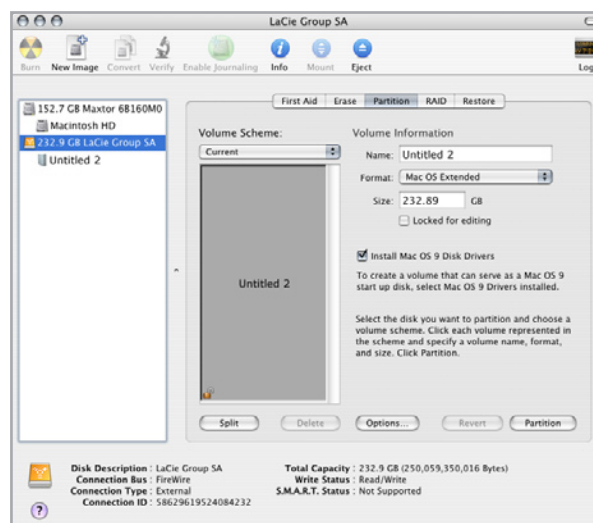 LaCie Group SA
Burn New Image Convert Verify Enable Journaling Info Mount Eject Log
152.7 GB Maxtor 6B160M0
Macintosh HD
232.9 GB LaCie Group SA
Untitled 2
First Aid Erase Partition RAID Restore
Volume Scheme:
Current
Untitled 2
Volume Information
Name: Untitled 2
Format: Mac OS Extended
Size: 232.89 GB
Locked for editing
Install Mac OS 9 Disk Drivers
To create a volume that can serve as a Mac OS 9
start up disk, select Mac OS 9 Drivers installed.
Select the disk you want to partition and choose a
volume scheme. Click each volume represented in
the scheme and specify a volume name, format,
and size. Click Partition.
Split Delete Options... Revert Partition
Disk Description : LaCie Group SA
Connection Bus : FireWire
Connection Type : External
Connection ID : 58629619524084232
Total Capacity : 232.9 GB (250,059,350,016 Bytes)
Write Status : Read/Write
S.M.A.R.T. Status : Not Supported
?